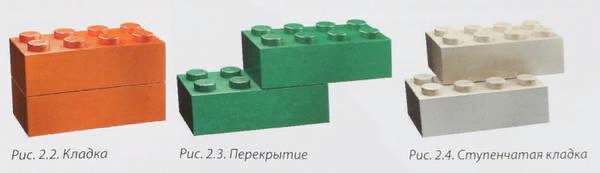 Рис. 2.2. Кладка
Рис. 2.3. Перекрытие
Рис. 2.4. Ступенчатая кладка